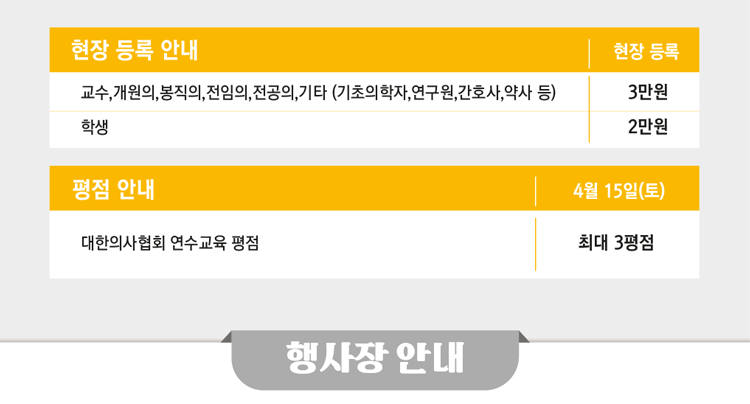 현장 등록 안내 현장 등록
교수,개원의,봉직의,전임의,전공의,기타 (기초의학자,연구원,간호사,약사 등) 3만원
학생 2만원
평점 안내 4월 15일(토)
대한의사협회 연수교육 평점 최대 3평점
행사장 안내